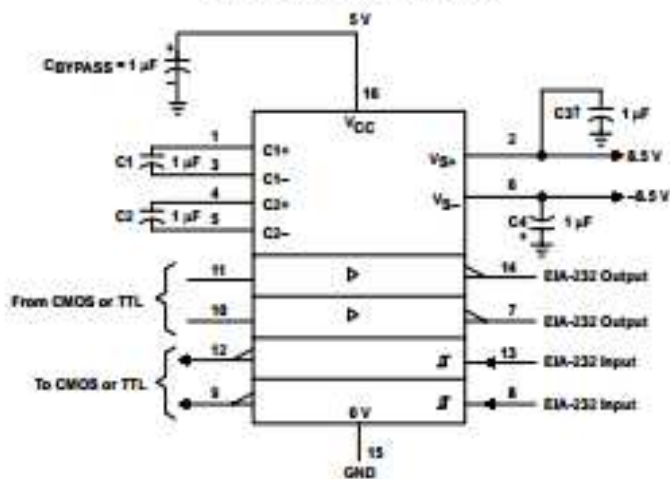 5 V
CBYPASS = 1 µF
+
–
16
VCC
C3† 1 µF
1
C1+
2
VS+
8.5 V
C1 1 µF
3
C1–
4
C2+
6
VS–
–8.5 V
C2 1 µF
5
C2–
C4 1 µF
+
11
14
EIA-232 Output
From CMOS or TTL
10
7
EIA-232 Output
12
13
EIA-232 Input
To CMOS or TTL
9
8
EIA-232 Input
0 V
15
GND